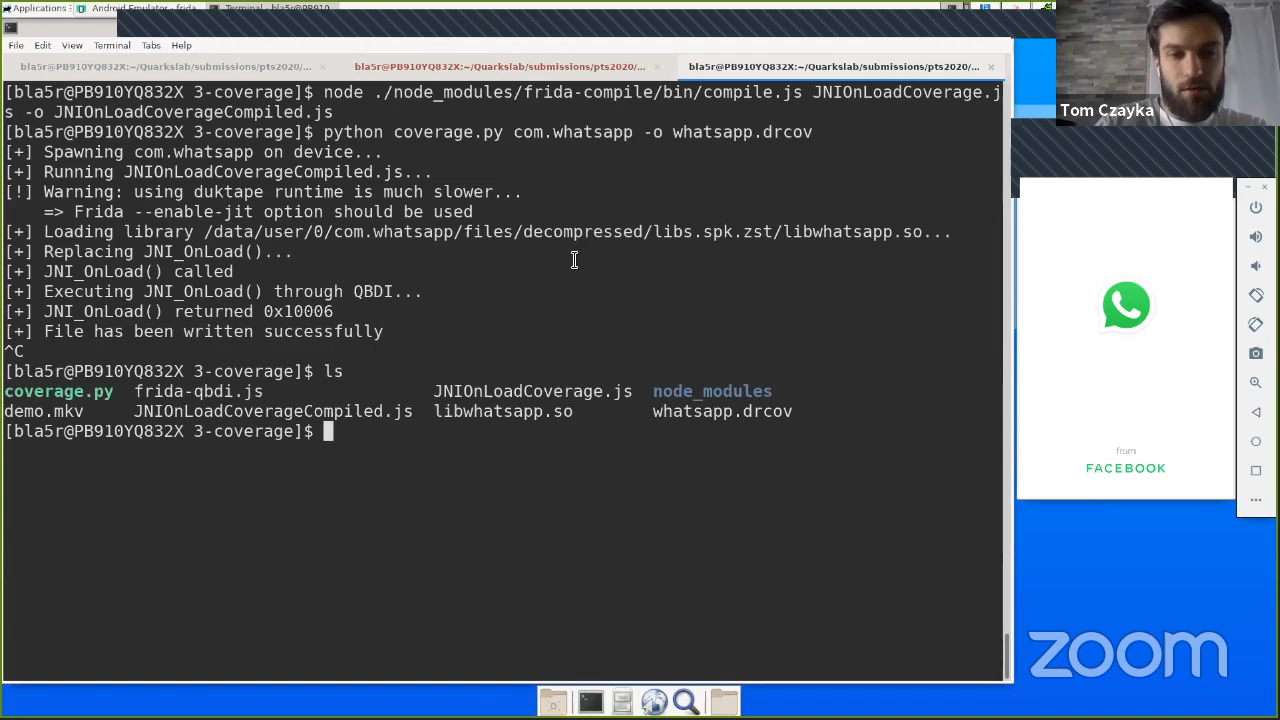 Applications
Android Emulator - frida
Terminal - bla5r@PB910
File Edit View Terminal Tabs Help
bla5r@PB910YQ832X:~/Quarkslab/submissions/pts2020/... bla5r@PB910YQ832X:~/Quarkslab/submissions/pts2020/... bla5r@PB910YQ832X:~/Quarkslab/submissions/pts2020/...
[bla5r@PB910YQ832X 3-coverage]$ node ./node_modules/frida-compile/bin/compile.js JNIOnLoadCoverage.j
s -o JNIOnLoadCoverageCompiled.js
[bla5r@PB910YQ832X 3-coverage]$ python coverage.py com.whatsapp -o whatsapp.drcov
[+] Spawning com.whatsapp on device...
[+] Running JNIOnLoadCoverageCompiled.js...
[!] Warning: using duktape runtime is much slower...
=> Frida --enable-jit option should be used
[+] Loading library /data/user/0/com.whatsapp/files/decompressed/libs.spk.zst/libwhatsapp.so...
[+] Replacing JNI_OnLoad()...
[+] JNI_OnLoad() called
[+] Executing JNI_OnLoad() through QBDI...
[+] JNI_OnLoad() returned 0x10006
[+] File has been written successfully
^C
[bla5r@PB910YQ832X 3-coverage]$ ls
coverage.py frida-qbdi.js JNIOnLoadCoverage.js node_modules
demo.mkv JNIOnLoadCoverageCompiled.js libwhatsapp.so whatsapp.drcov
[bla5r@PB910YQ832X 3-coverage]$
Tom Czayka
from
FACEBOOK
zoom